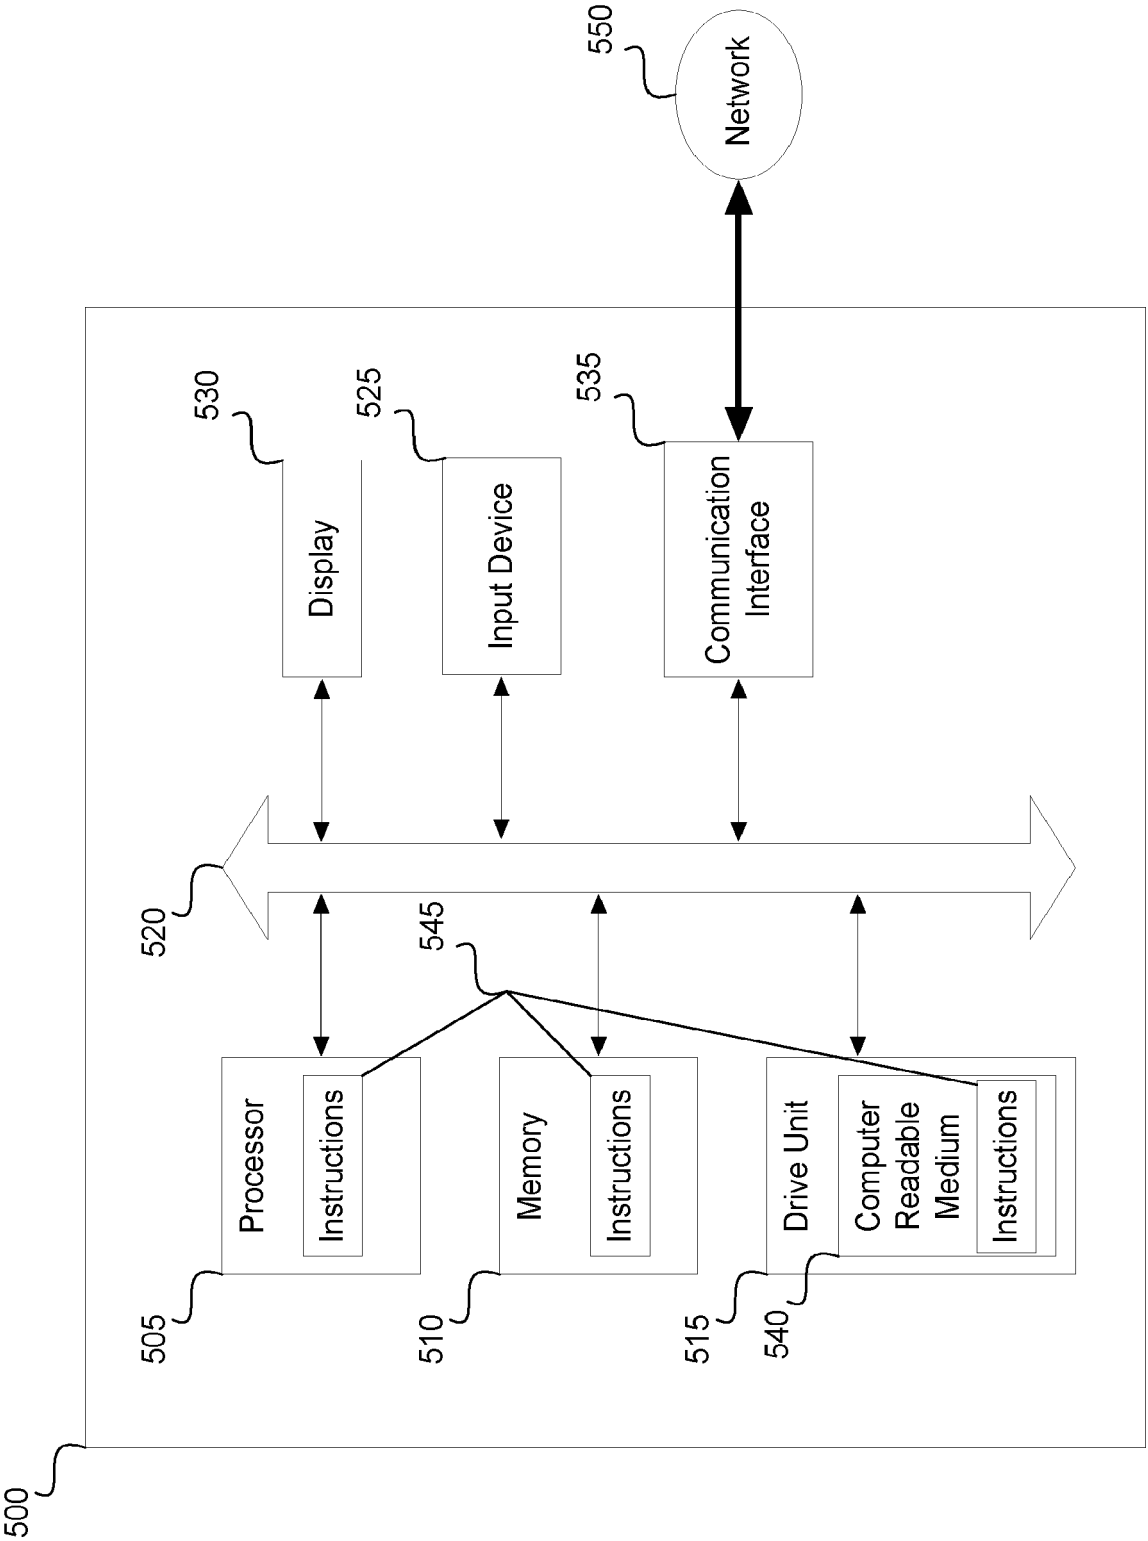 500
505
Processor
Instructions
510
Memory
Instructions
515
Drive Unit
540
Computer
Readable
Medium
Instructions
545
520
530
Display
525
Input Device
535
Communication
Interface
550
Network